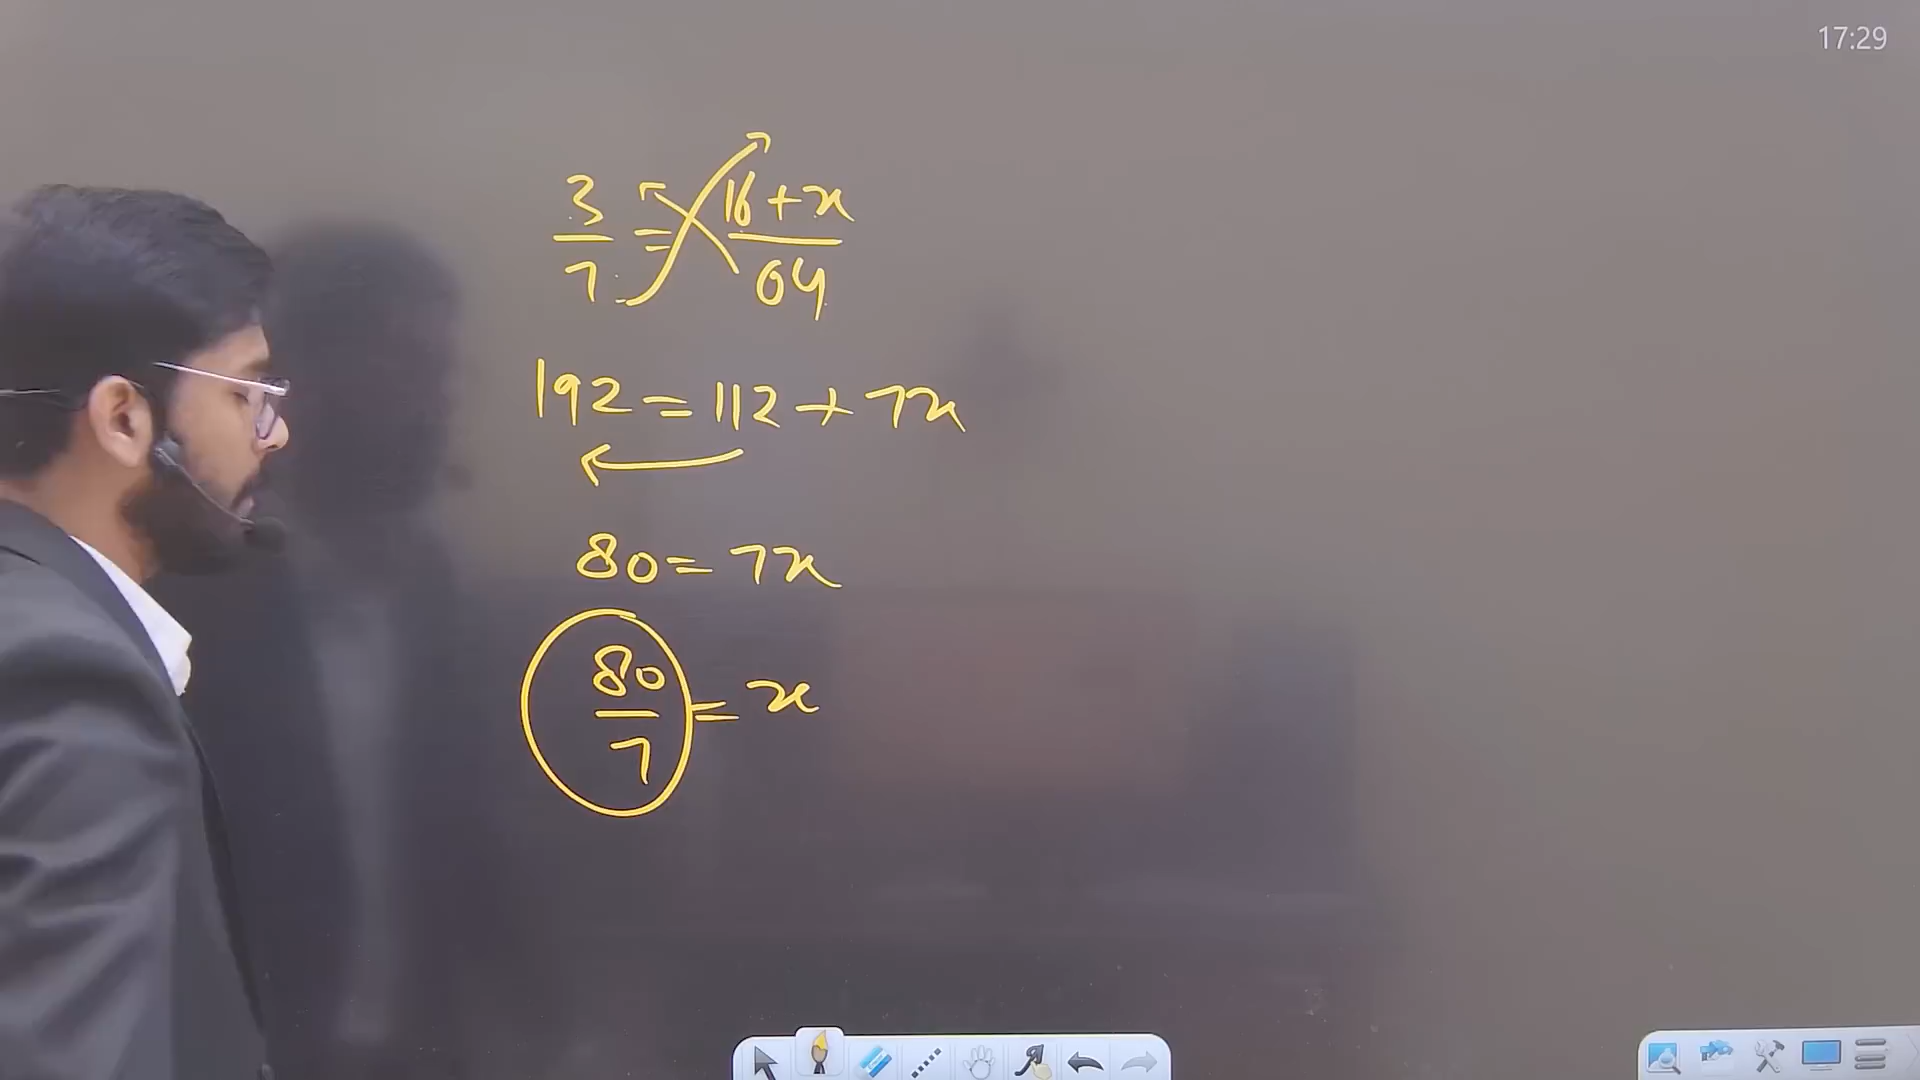 17:29
3/7 = 16+x/64
192 = 112 + 7x
80 = 7x
80/7 = x